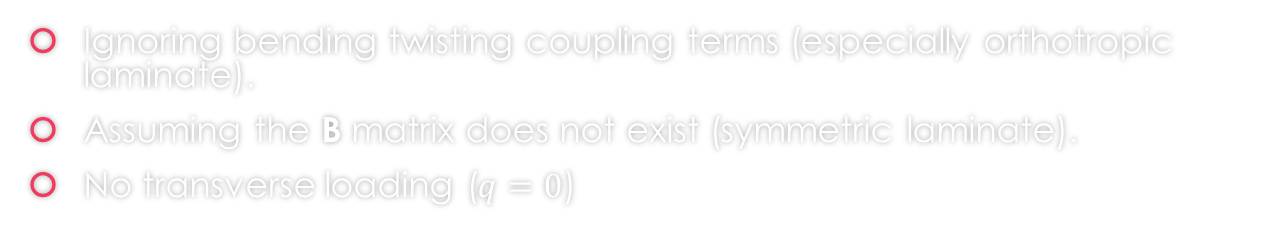 Ignoring bending twisting coupling terms (especially orthotropic
laminate).
Assuming the B matrix does not exist (symmetric laminate).
No transverse loading (q = 0)